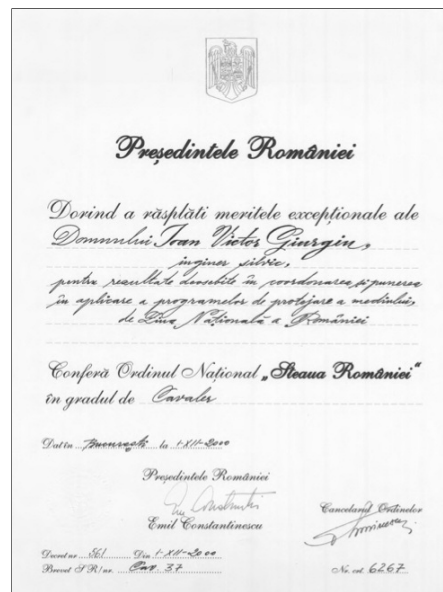 Președintele României
Dorind a răsplăti meritele excepționale ale
Domnului Ioan Victor Giurgiu,
inginer silvic,
pentru rezultate deosebite în coordonarea și punerea
în aplicare a programelor de protejare a mediului,
de Ziua Națională a României
Conferă Ordinul Național „Steaua României”
în gradul de Cavaler
Dat în București la 1-XII-2000
Președintele României
Emil Constantinescu
Cancelarul Ordinelor
Decret nr 561 Din 1-XII-2000
Brevet S R/nr. Cav. 37
Nr. crt 6267